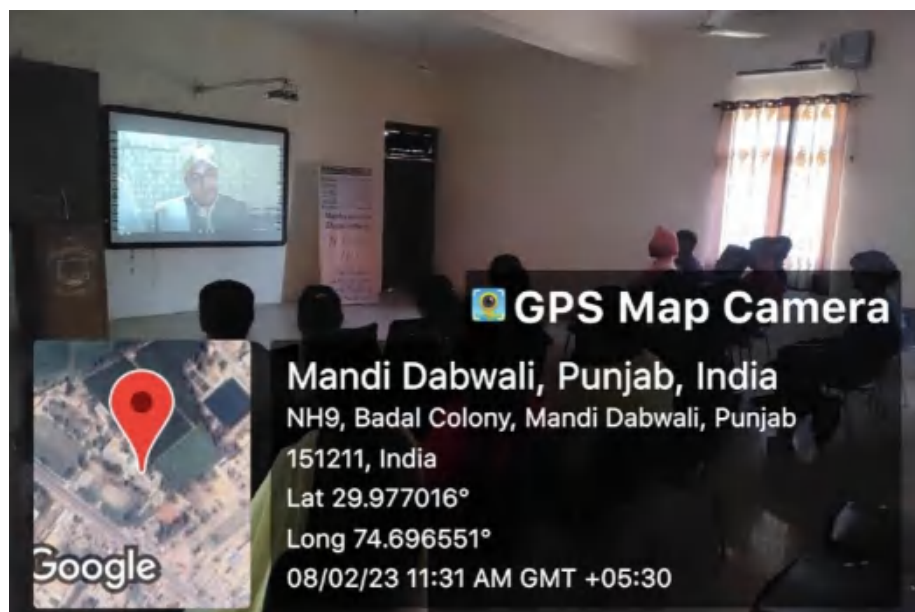 GPS Map Camera
Mandi Dabwali, Punjab, India
NH9, Badal Colony, Mandi Dabwali, Punjab
151211, India
Lat 29.977016°
Long 74.696551°
08/02/23 11:31 AM GMT +05:30
Google